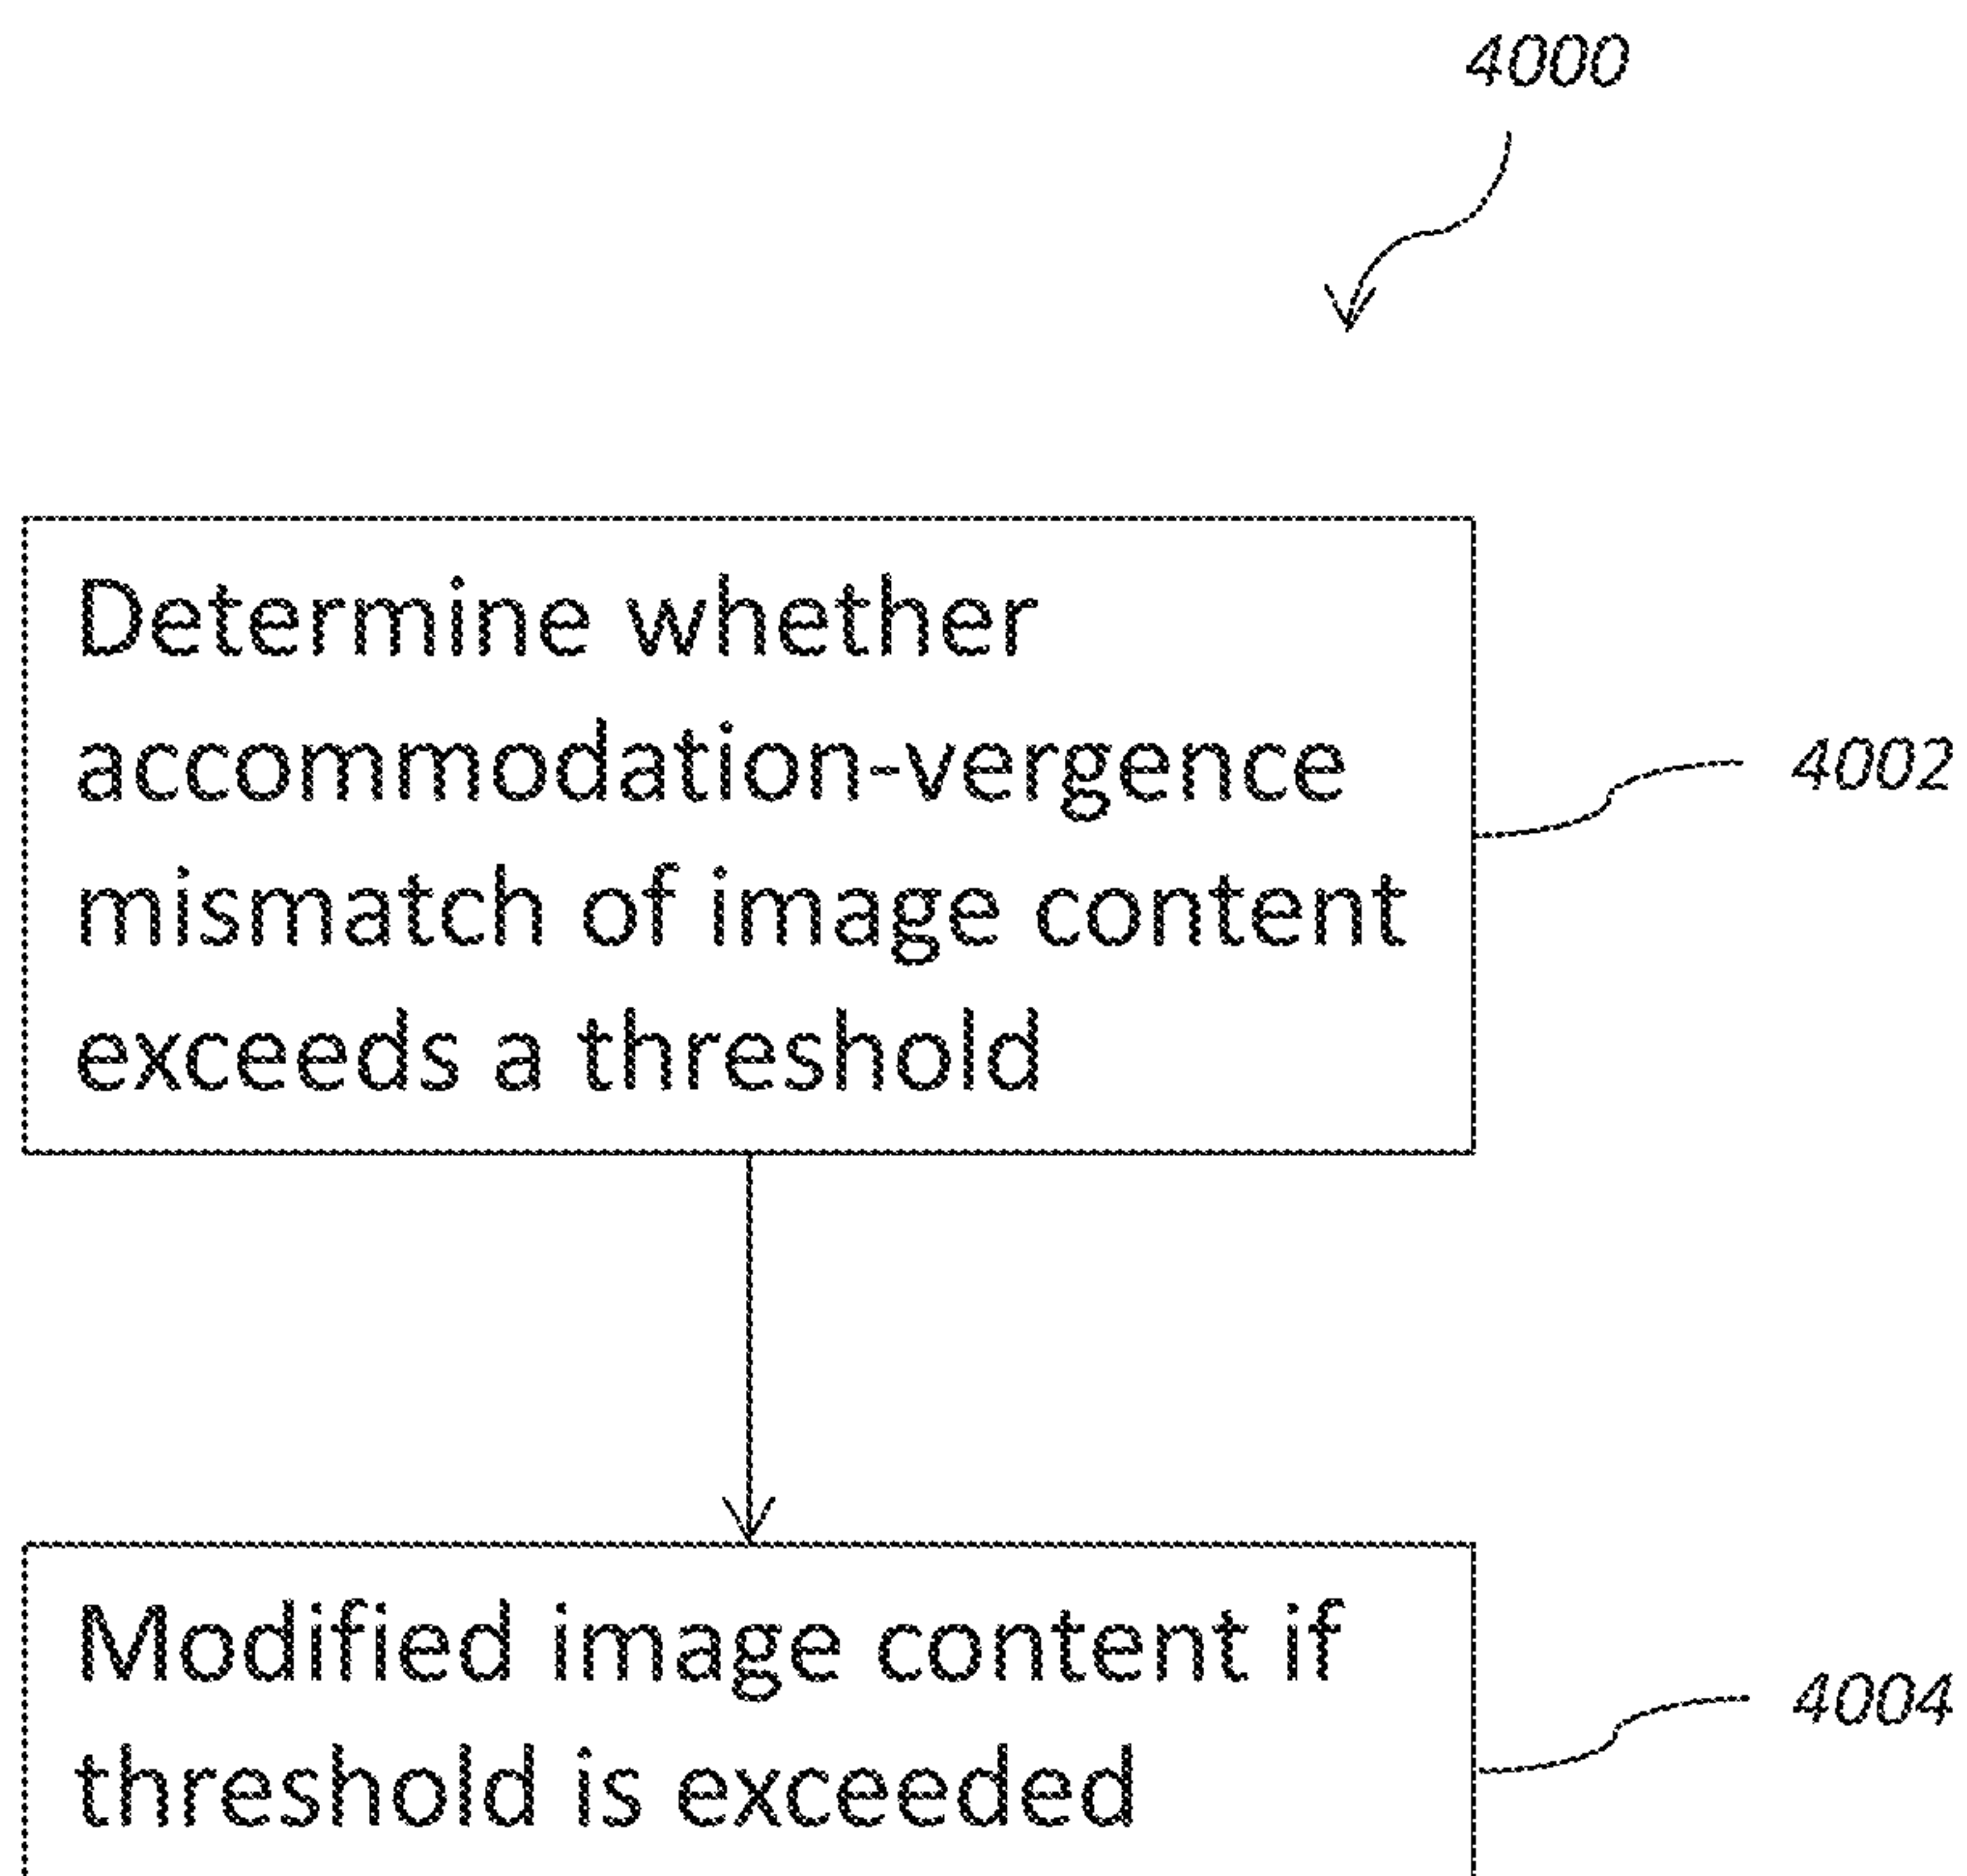 4000
Determine whether
accommodation-vergence
mismatch of image content
exceeds a threshold
4002
Modified image content if
threshold is exceeded
4004